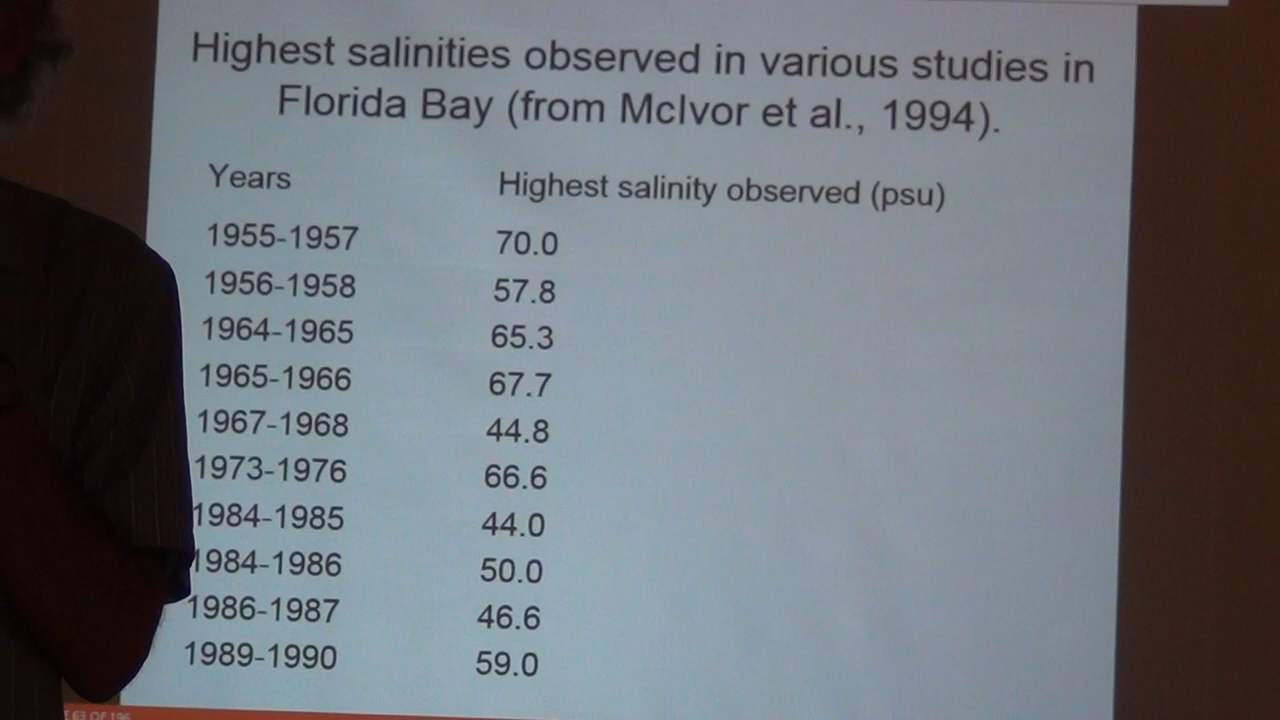 Highest salinities observed in various studies in
Florida Bay (from McIvor et al., 1994).
Years Highest salinity observed (psu)
1955-1957 70.0
1956-1958 57.8
1964-1965 65.3
1965-1966 67.7
1967-1968 44.8
1973-1976 66.6
1984-1985 44.0
1984-1986 50.0
1986-1987 46.6
1989-1990 59.0
63 OF 196